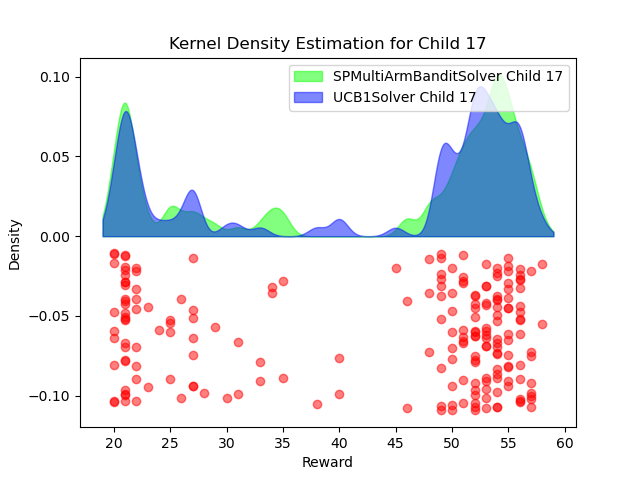 Kernel Density Estimation for Child 17
SPMultiArmBanditSolver Child 17
UCB1Solver Child 17
0.10
0.05
0.00
−0.05
−0.10
Density
20 25 30 35 40 45 50 55 60
Reward